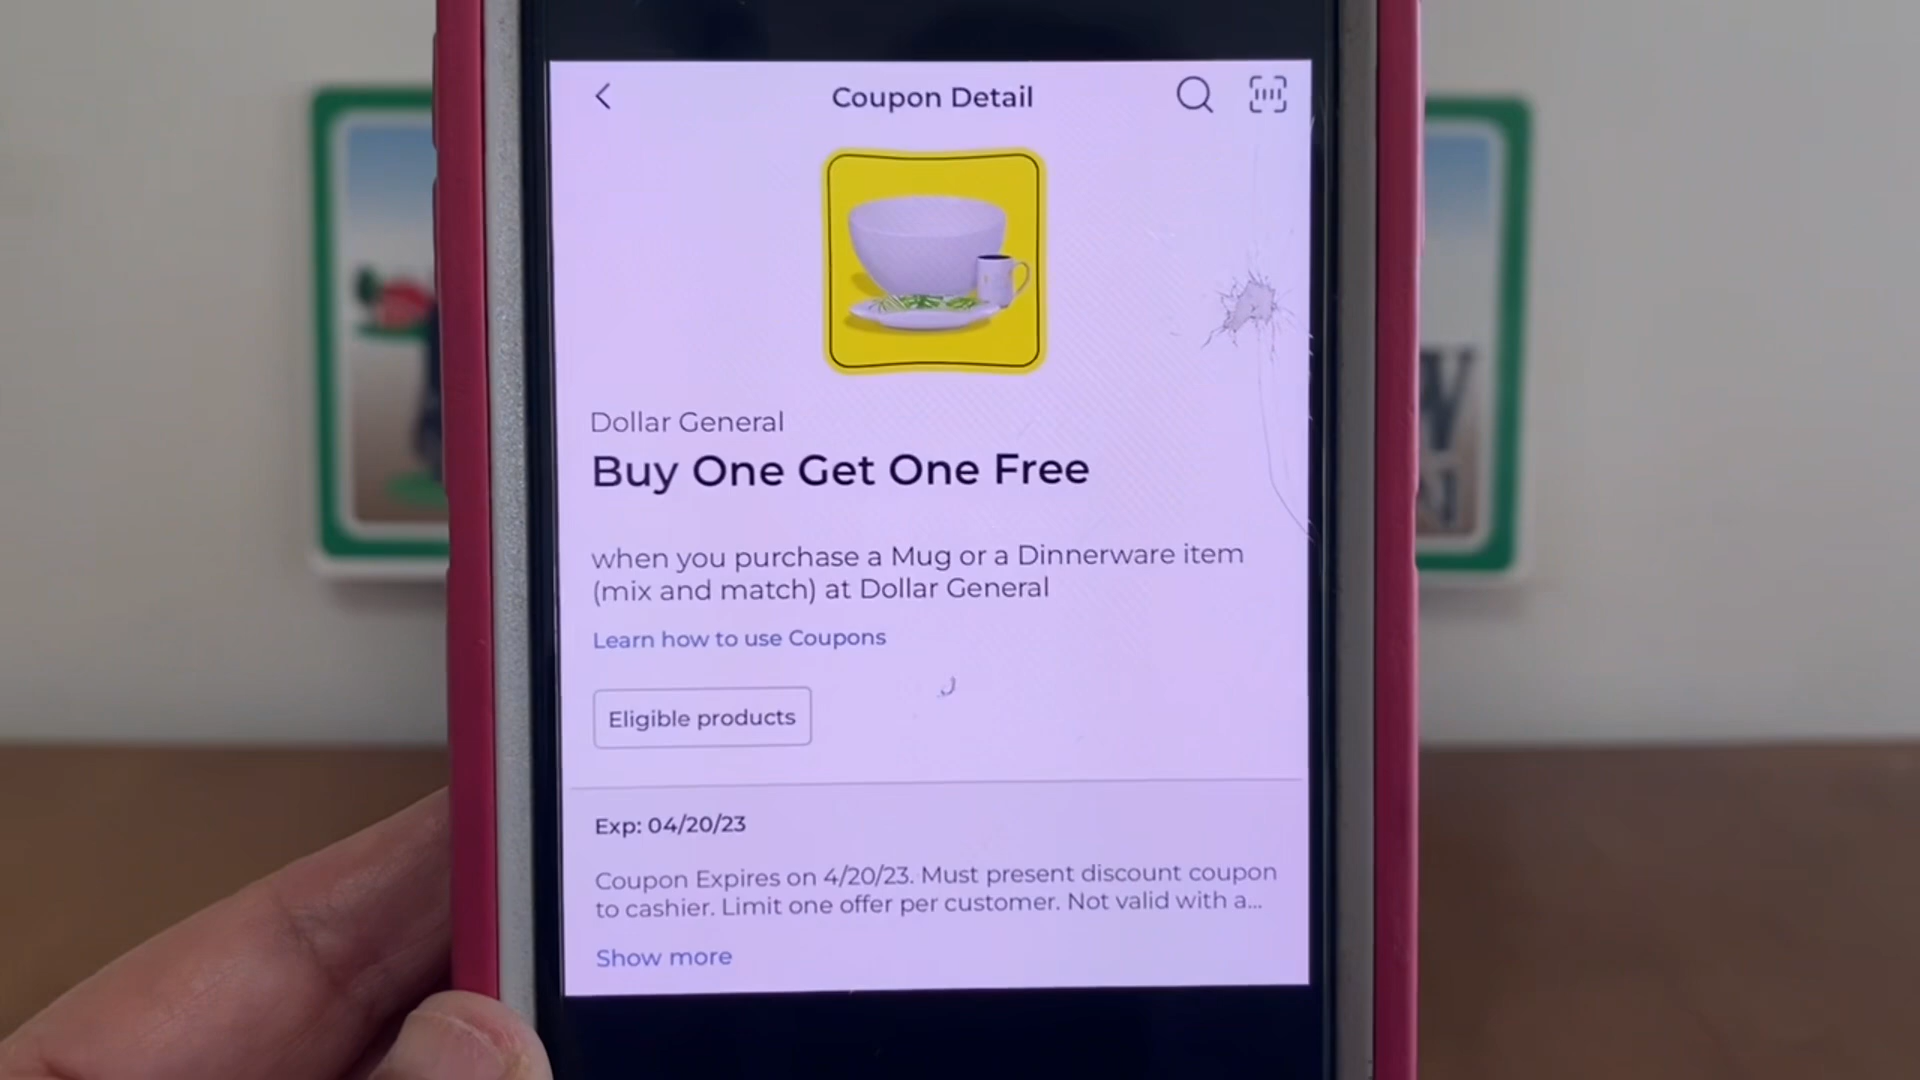 Coupon Detail
Dollar General
Buy One Get One Free
when you purchase a Mug or a Dinnerware item
(mix and match) at Dollar General
Learn how to use Coupons
Eligible products
Exp: 04/20/23
Coupon Expires on 4/20/23. Must present discount coupon
to cashier. Limit one offer per customer. Not valid with a...
Show more
W